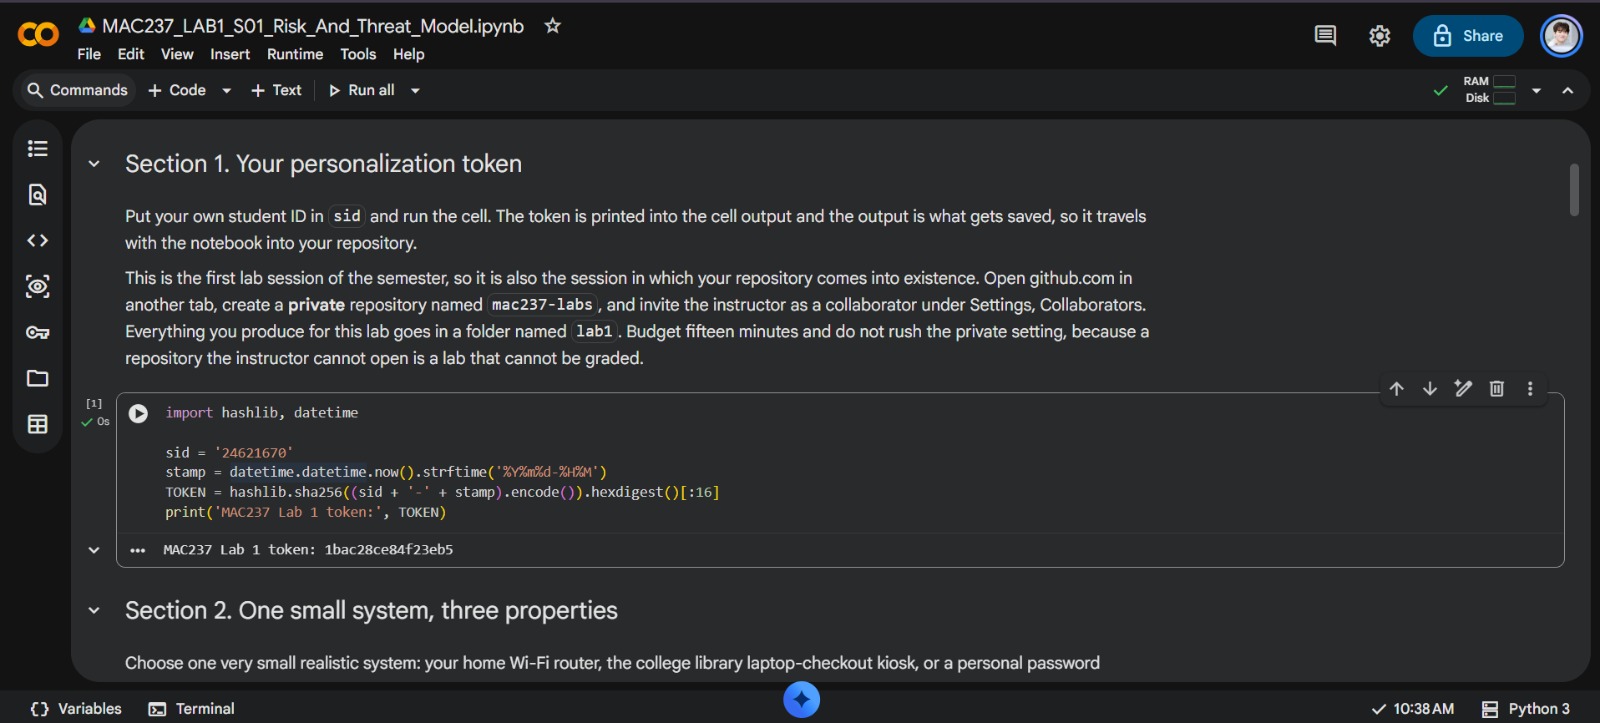 MAC237_LAB1_S01_Risk_And_Threat_Model.ipynb
File Edit View Insert Runtime Tools Help
Share
Commands + Code + Text Run all
RAM
Disk
Section 1. Your personalization token
Put your own student ID in sid and run the cell. The token is printed into the cell output and the output is what gets saved, so it travels
with the notebook into your repository.
This is the first lab session of the semester, so it is also the session in which your repository comes into existence. Open github.com in
another tab, create a private repository named mac237-labs, and invite the instructor as a collaborator under Settings, Collaborators.
Everything you produce for this lab goes in a folder named lab1. Budget fifteen minutes and do not rush the private setting, because a
repository the instructor cannot open is a lab that cannot be graded.
[1]
0s
import hashlib, datetime
sid = '24621670'
stamp = datetime.datetime.now().strftime('%Y%m%d-%H%M')
TOKEN = hashlib.sha256((sid + '-' + stamp).encode()).hexdigest()[:16]
print('MAC237 Lab 1 token:', TOKEN)
MAC237 Lab 1 token: 1bac28ce84f23eb5
Section 2. One small system, three properties
Choose one very small realistic system: your home Wi-Fi router, the college library laptop-checkout kiosk, or a personal password
Variables Terminal
10:38 AM Python 3